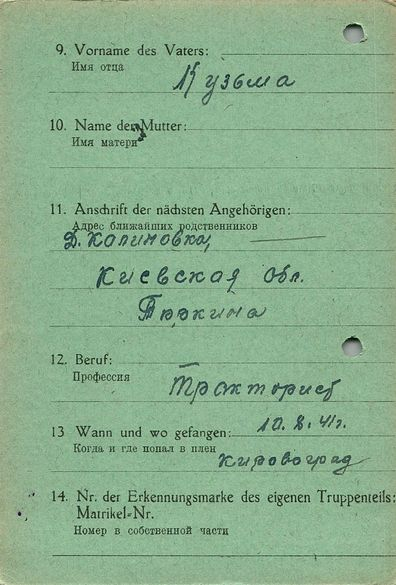 9. Vorname des Vaters:
Имя отца
Кузьма
10. Name der Mutter:
Имя матери
11. Anschrift der nächsten Angehörigen:
Адрес ближайших родственников
Д. Калиновка,
Киевская обл.
12. Beruf:
Профессия
Тракторист
13 Wann und wo gefangen: 10. 8. 41г.
Когда и где попал в плен
Кировоград
14. Nr. der Erkennungsmarke des eigenen Truppenteils:
Matrikel-Nr.
Номер в собственной части